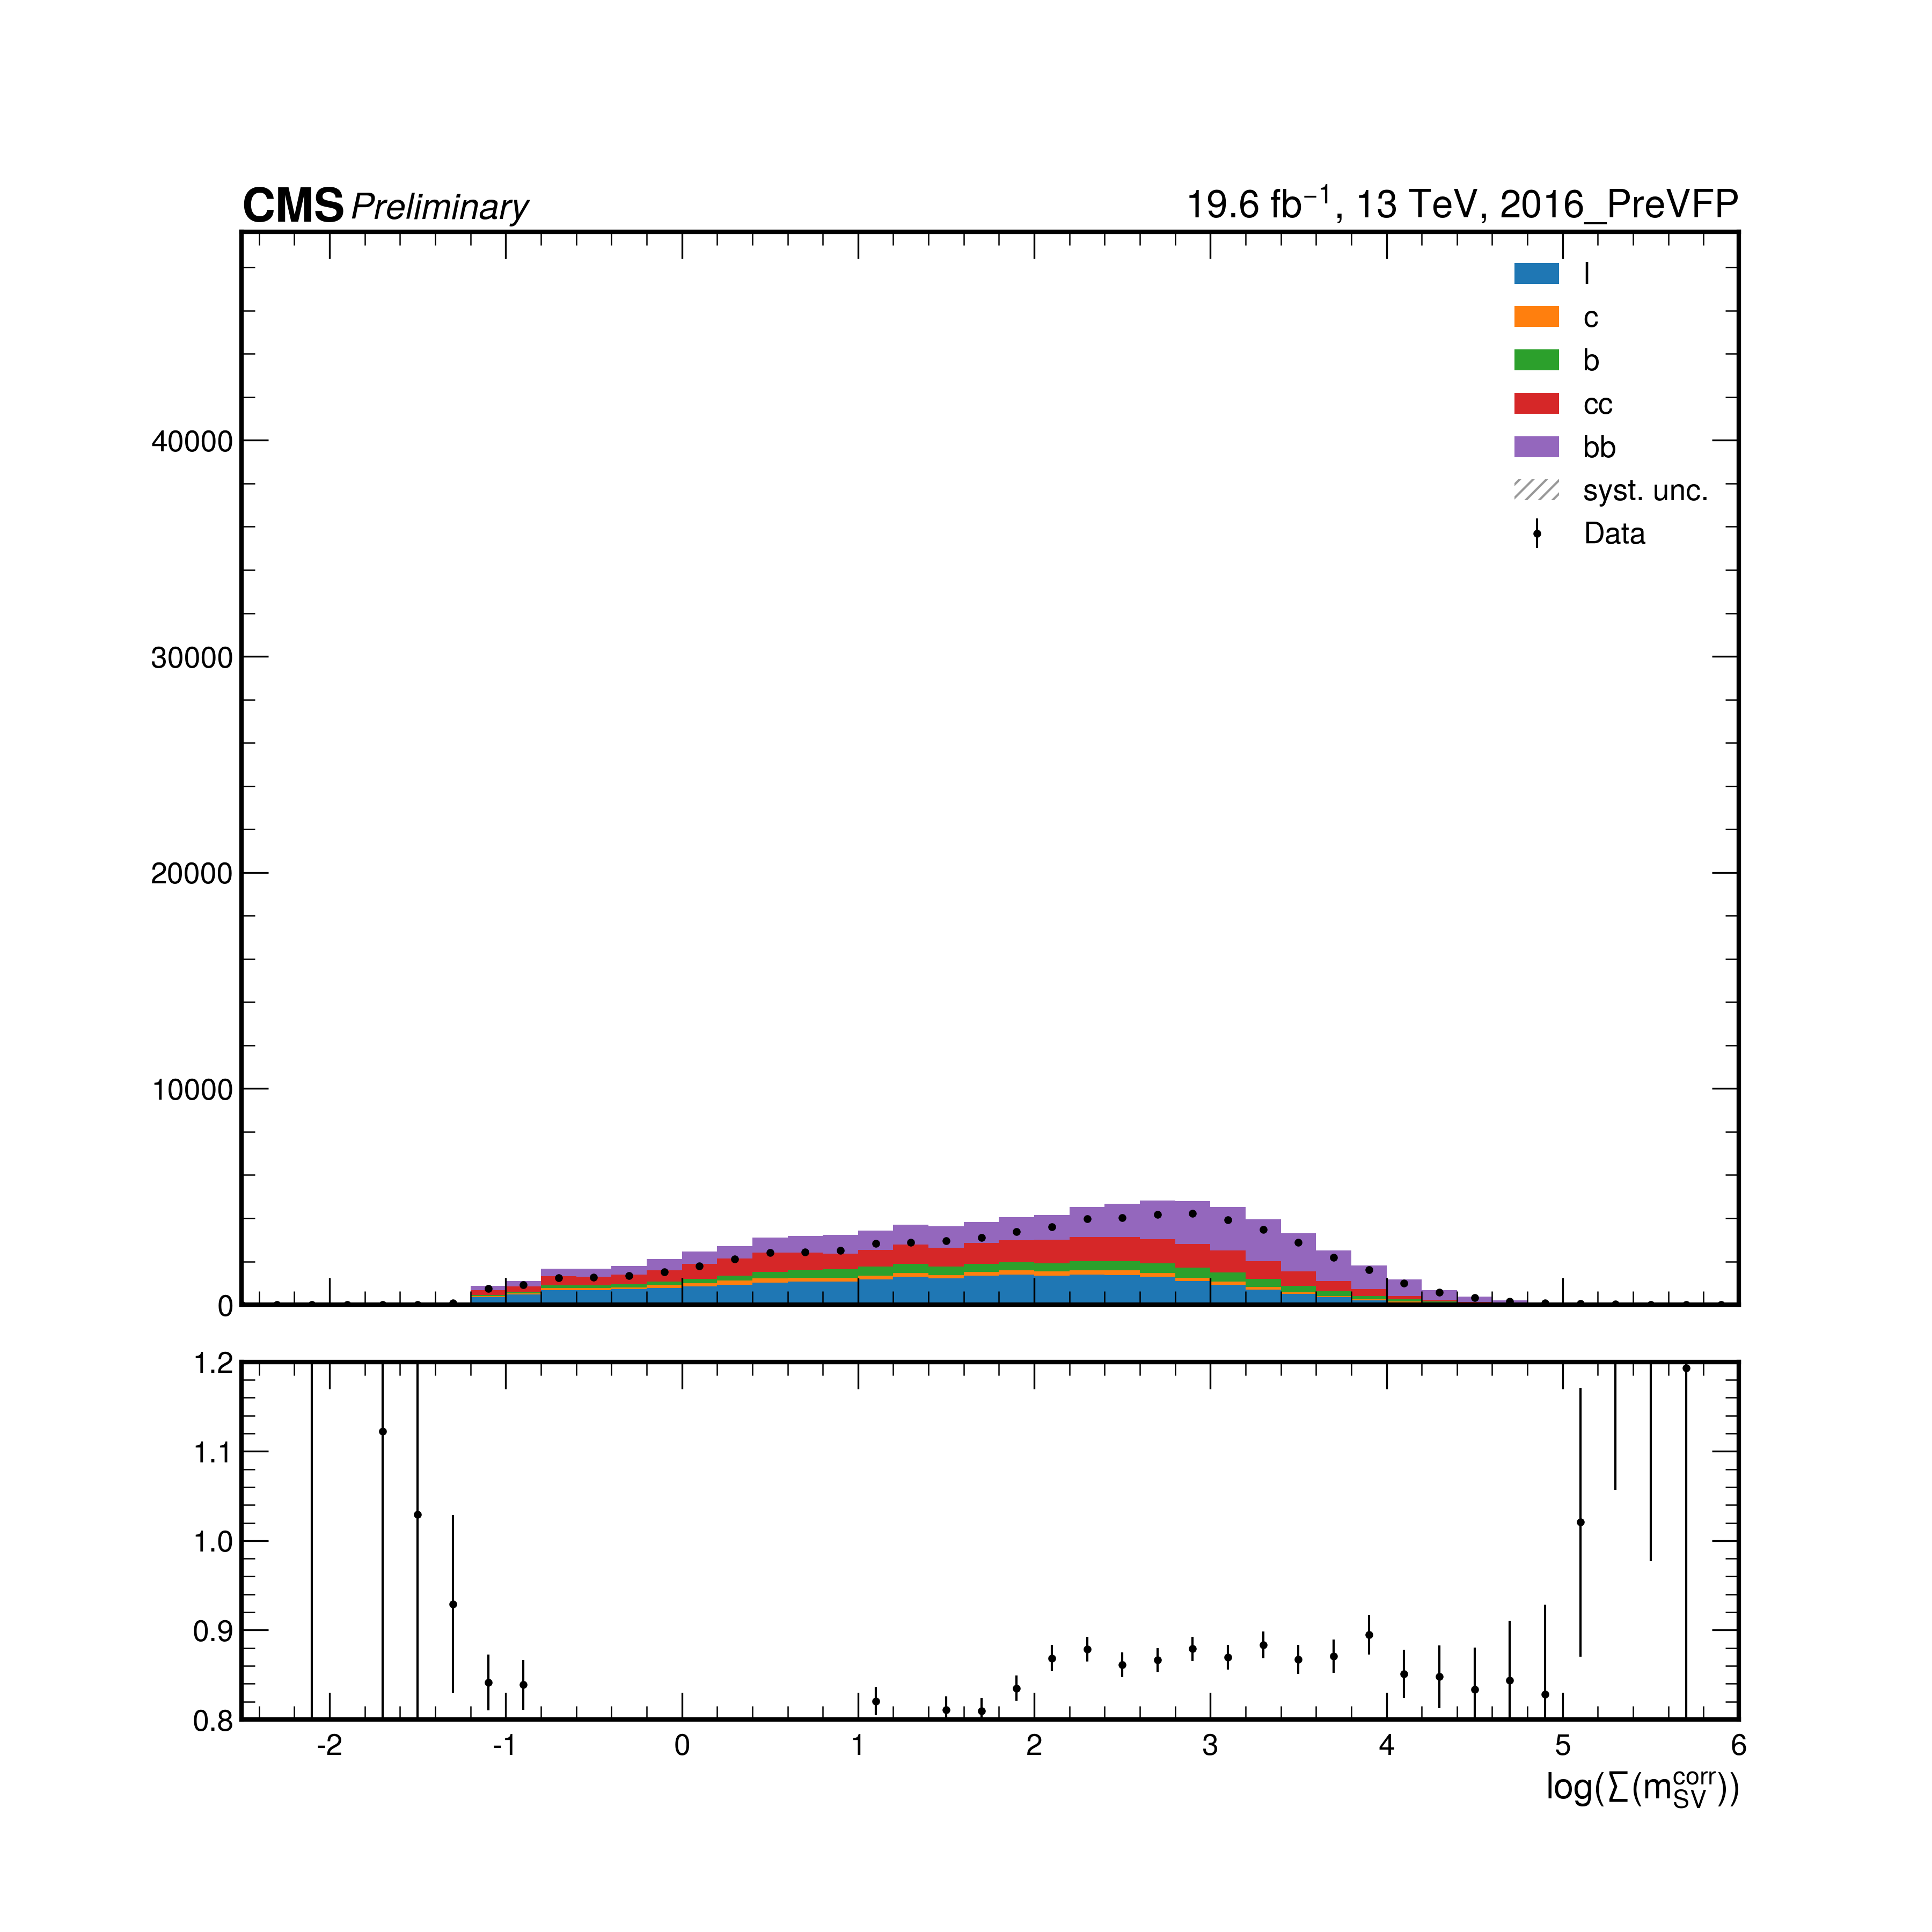 CMS Preliminary
19.6 fb⁻¹, 13 TeV, 2016_PreVFP
l
c
b
cc
bb
syst. unc.
Data
40000
30000
20000
10000
0
1.2
1.1
1.0
0.9
0.8
-2 -1 0 1 2 3 4 5 6
log(Σ(m_SV^corr))